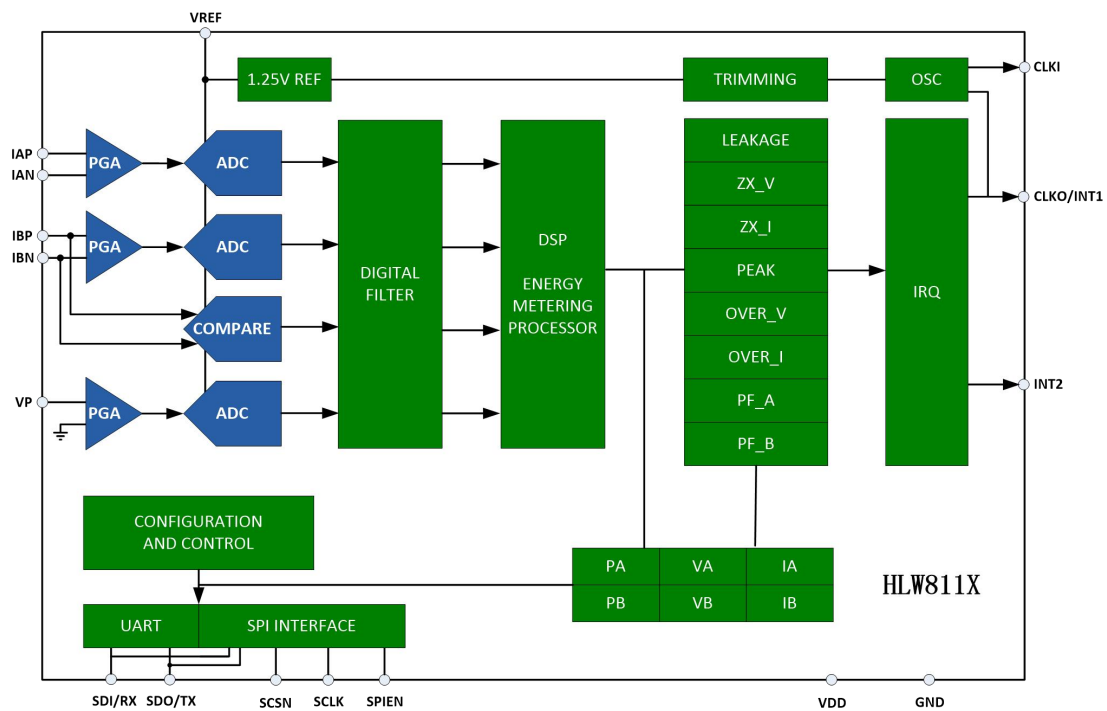 VREF
1.25V REF
TRIMMING
OSC
CLKI
IAP
IAN
PGA
ADC
LEAKAGE
ZX_V
ZX_I
PEAK
OVER_V
OVER_I
PF_A
PF_B
CLKO/INT1
IBP
IBN
PGA
ADC
COMPARE
DIGITAL
FILTER
DSP
ENERGY
METERING
PROCESSOR
IRQ
VP
PGA
ADC
INT2
CONFIGURATION
AND CONTROL
PA
VA
IA
PB
VB
IB
HLW811X
UART
SPI INTERFACE
SDI/RX
SDO/TX
SCSN
SCLK
SPIEN
VDD
GND